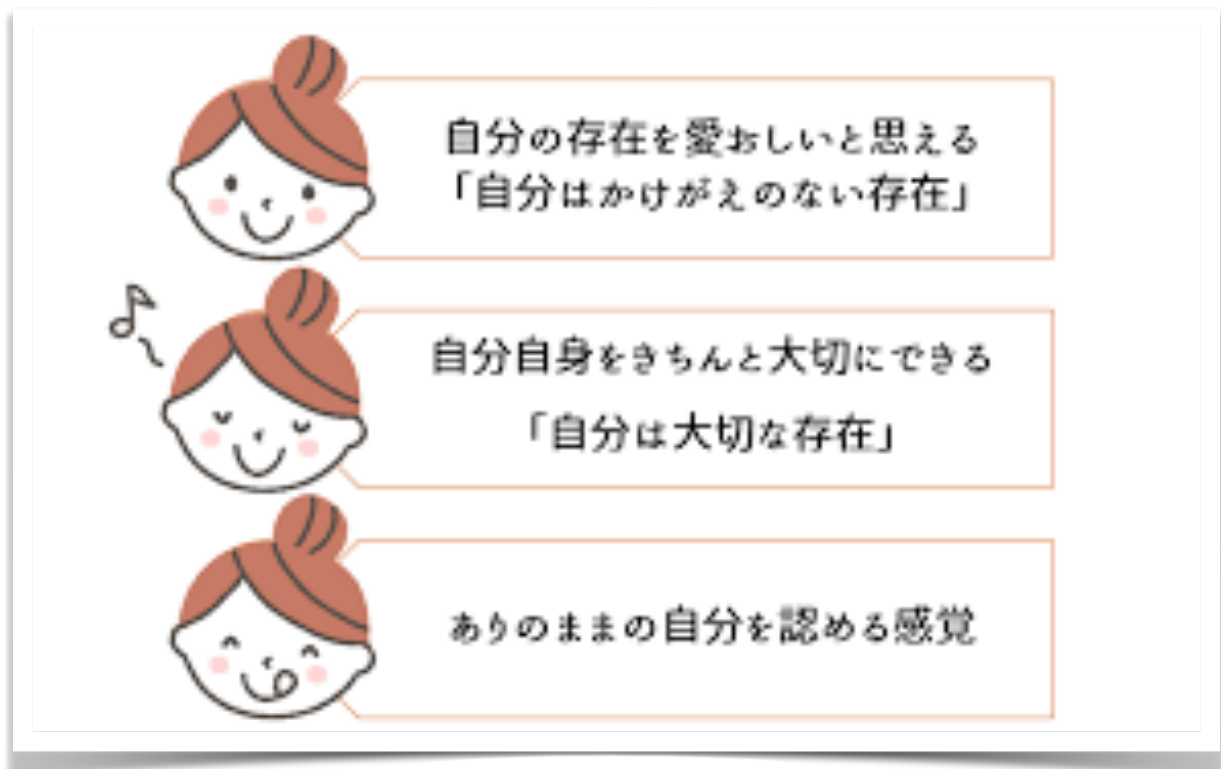 自分の存在を愛おしいと思える
「自分はかけがえのない存在」
自分自身をきちんと大切にできる
「自分は大切な存在」
ありのままの自分を認める感覚